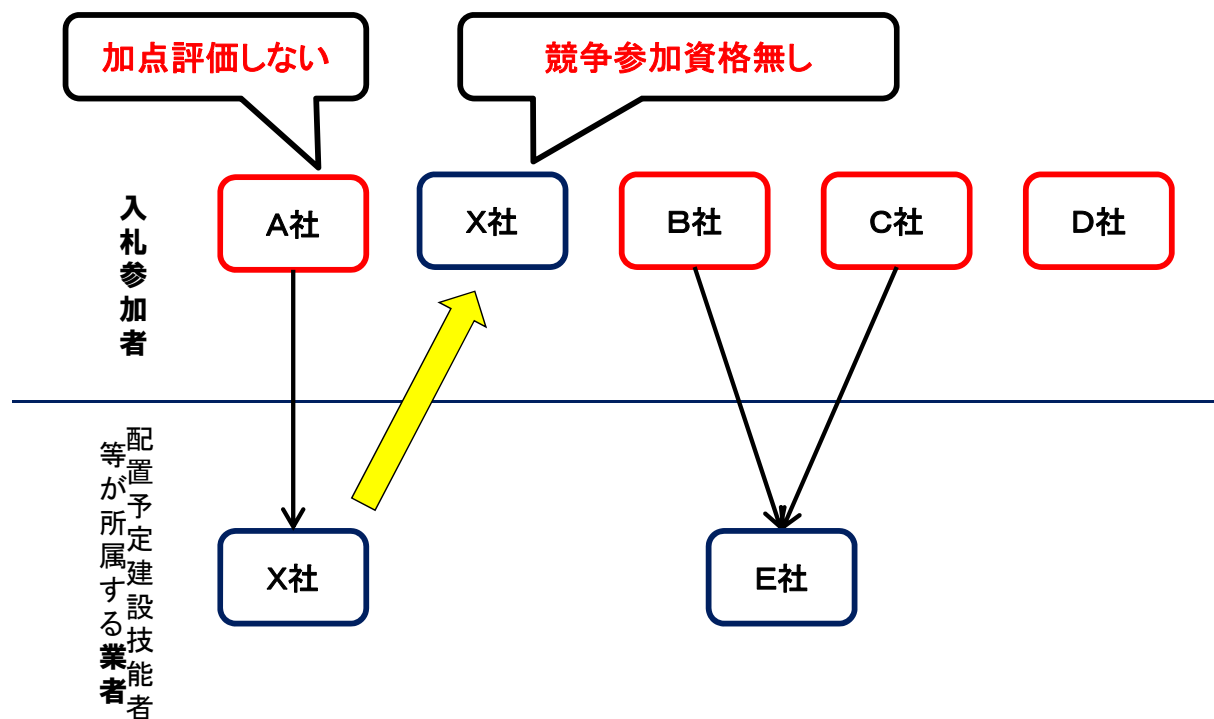 加点評価しない
競争参加資格無し
入札参加者
A社
X社
B社
C社
D社
配置予定建設技能者
等が所属する業者
X社
E社